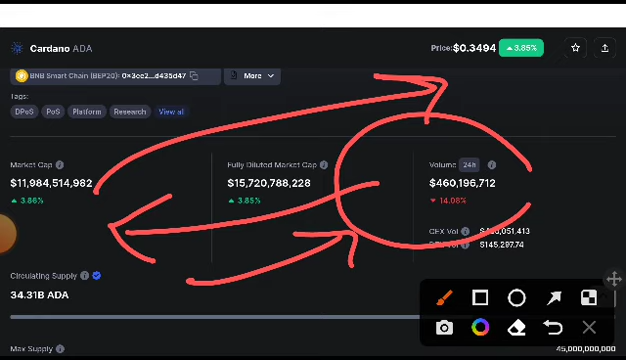 Cardano ADA
Price:$0.3494 ▲ 3.85%
BNB Smart Chain (BEP20): 0x3ee2...d435d47
More
Tags:
DPoS PoS Platform Research View all
Market Cap
$11,984,514,982
▲ 3.86%
Fully Diluted Market Cap
$15,720,788,228
▲ 3.85%
Volume 24h
$460,196,712
▼ 14.08%
CEX Vol
$145,297.74
Circulating Supply
34.31B ADA
Max Supply
45,000,000,000